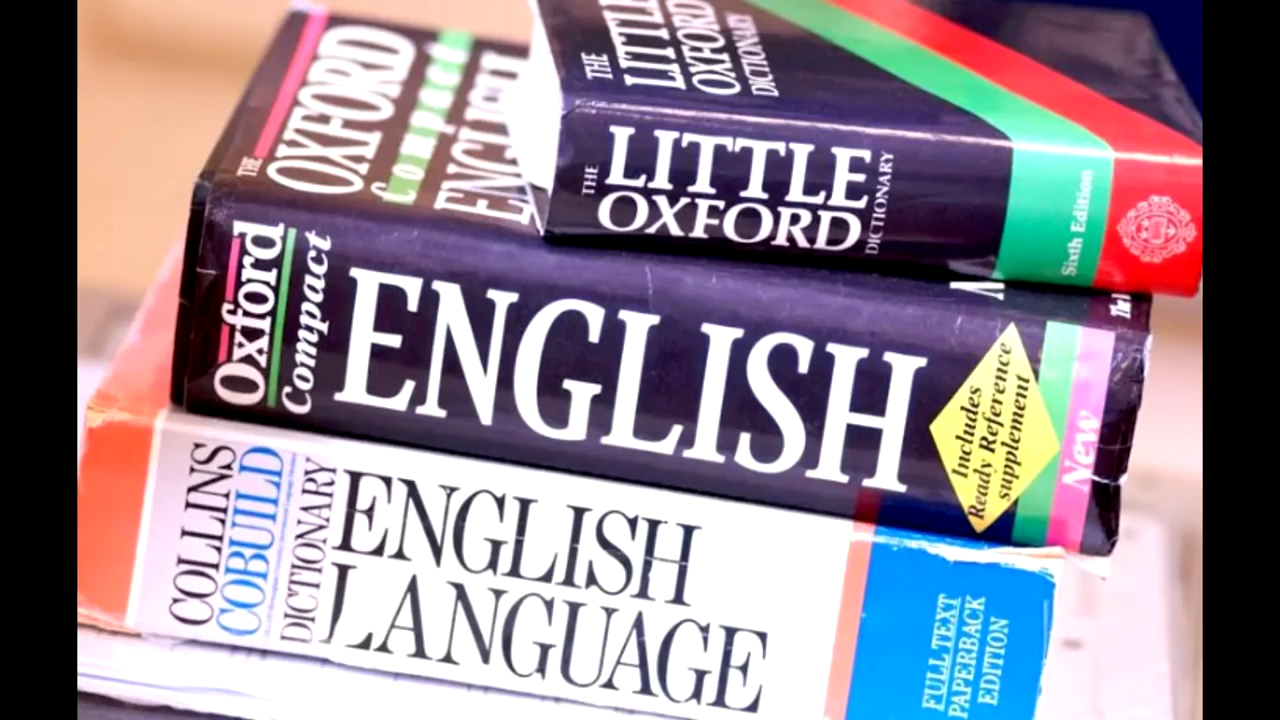 THE
LITTLE
OXFORD
DICTIONARY
THE
LITTLE
OXFORD
DICTIONARY
Sixth Edition
THE
OXFORD
Compact
ENGLISH
Oxford
Compact
ENGLISH
Includes
Ready Reference
supplement
New
COLLINS
COBUILD
DICTIONARY
ENGLISH
LANGUAGE
FULL TEXT
PAPERBACK
EDITION